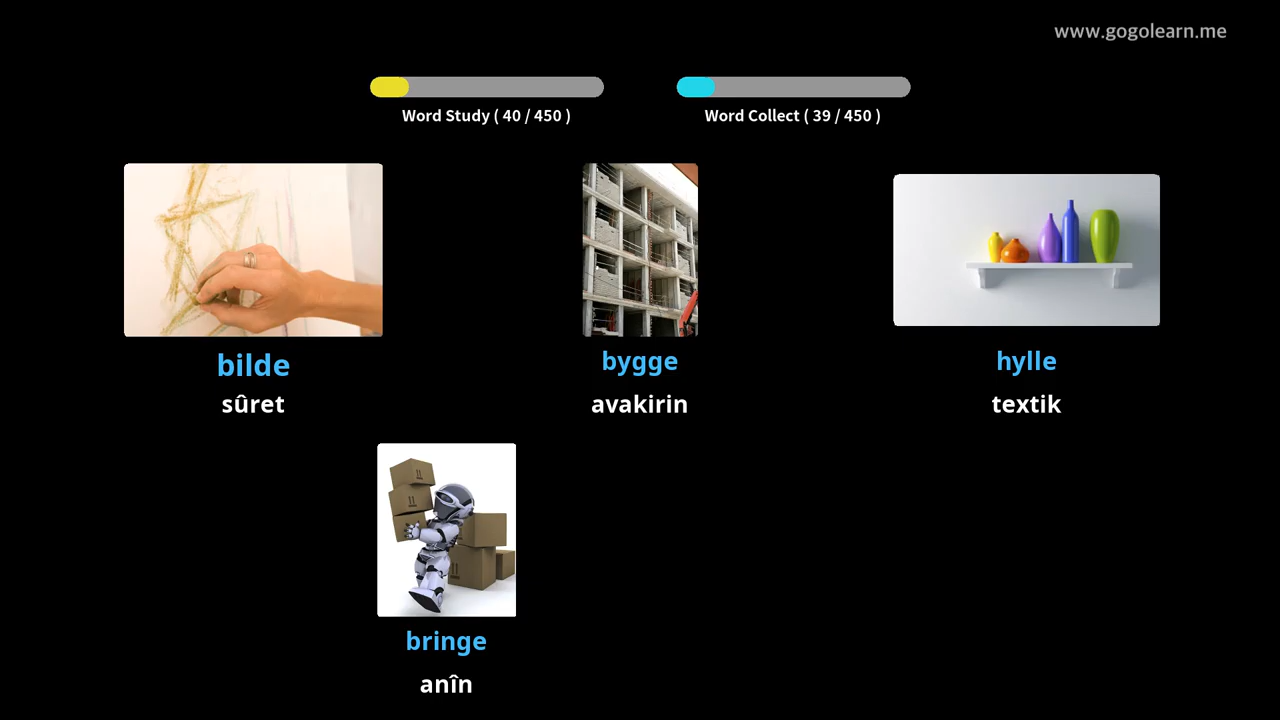 www.gogolearn.me
Word Study ( 40 / 450 )
Word Collect ( 39 / 450 )
bilde
sûret
bygge
avakirin
hylle
textik
bringe
anîn